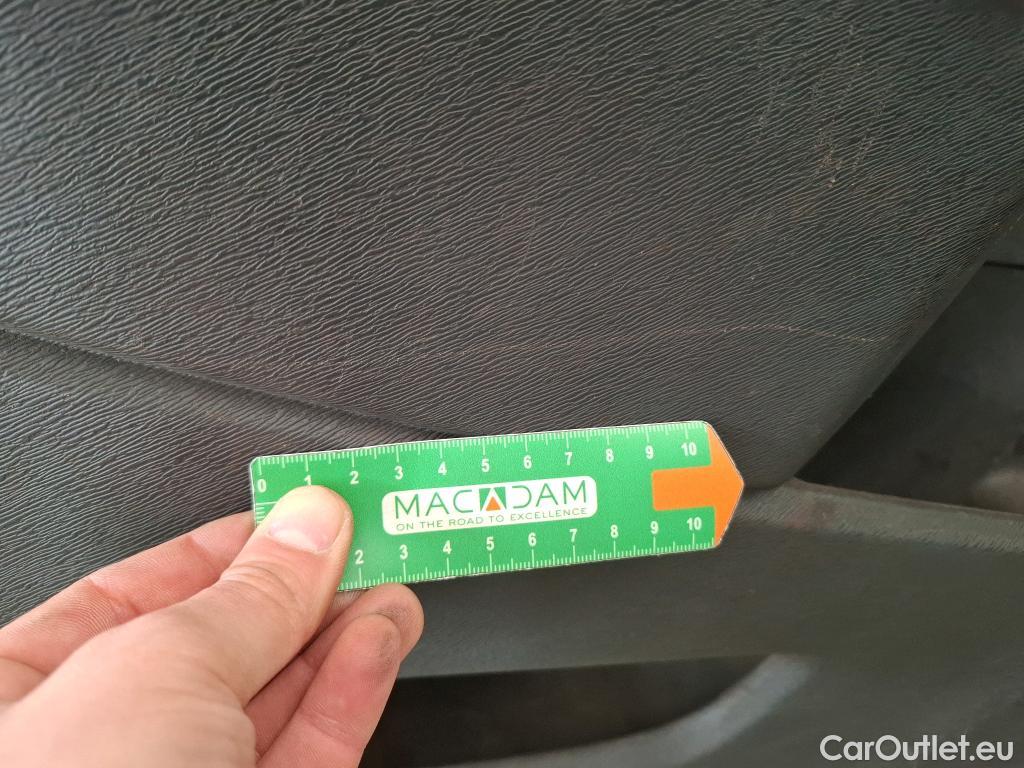 0 1 2 3 4 5 6 7 8 9 10
MACADAM
ON THE ROAD TO EXCELLENCE
2 3 4 5 6 7 8 9 10
CarOutlet.eu